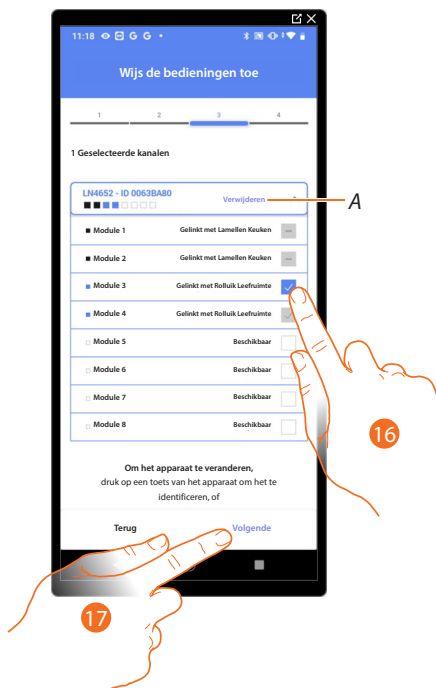 11:18 G G
Wijs de bedieningen toe
1 2 3 4
1 Geselecteerde kanalen
LN4652 - ID 0063BA80
Verwijderen
A
Module 1 Gelinkt met Lamellen Keuken
Module 2 Gelinkt met Lamellen Keuken
Module 3 Gelinkt met Rolluik Leefruimte
Module 4 Gelinkt met Rolluik Leefruimte
Module 5 Beschikbaar
Module 6 Beschikbaar
Module 7 Beschikbaar
Module 8 Beschikbaar
16
Om het apparaat te veranderen,
druk op een toets van het apparaat om het te
identificeren, of
Terug Volgende
17